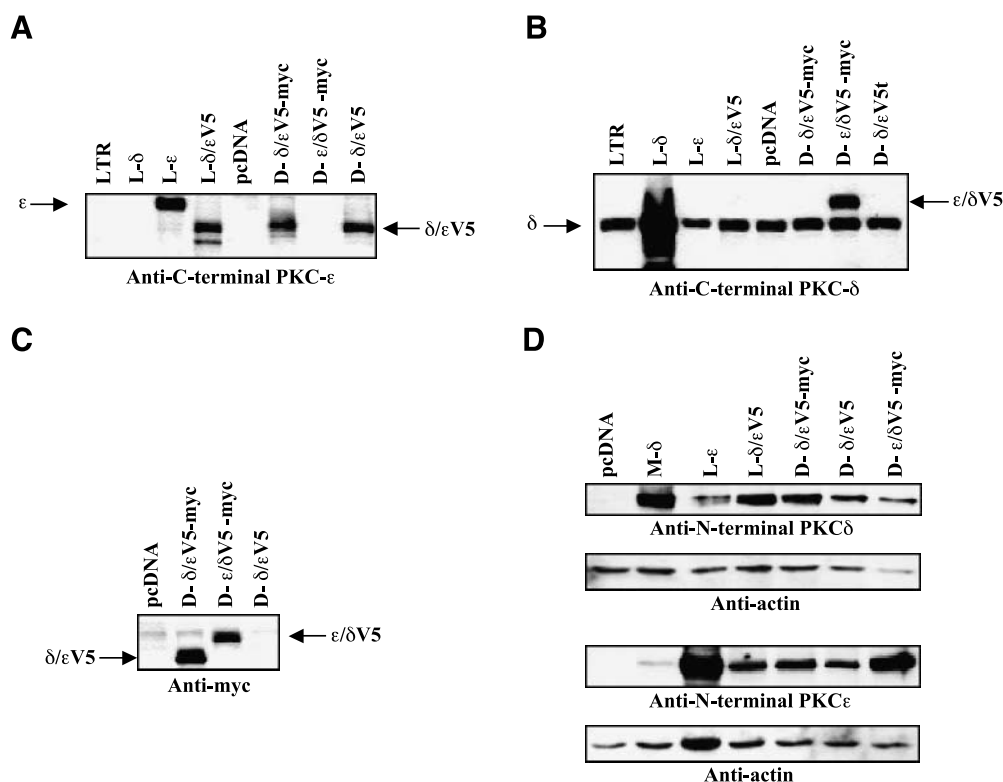 A
LTR
L-δ
L-ε
L-δ/εV5
pcDNA
D- δ/εV5-myc
D- ε/δV5 -myc
D- δ/εV5
ε
δ/εV5
Anti-C-terminal PKC-ε
B
LTR
L-δ
L-ε
L-δ/εV5
pcDNA
D- δ/εV5-myc
D- ε/δV5 -myc
D- δ/εV5t
δ
ε/δV5
Anti-C-terminal PKC-δ
C
pcDNA
D- δ/εV5-myc
D- ε/δV5 -myc
D- δ/εV5
δ/εV5
ε/δV5
Anti-myc
D
pcDNA
M-δ
L-ε
L-δ/εV5
D- δ/εV5-myc
D- δ/εV5
D- ε/δV5 -myc
Anti-N-terminal PKCδ
Anti-actin
Anti-N-terminal PKCε
Anti-actin